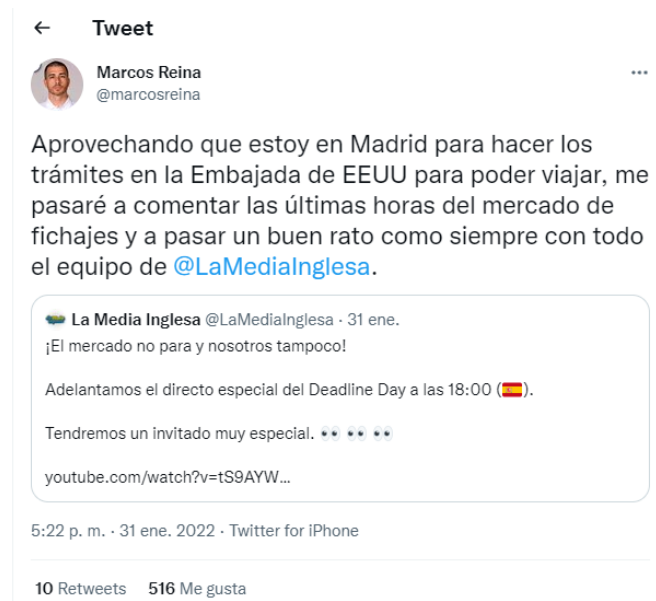 Tweet
Marcos Reina
@marcosreina
Aprovechando que estoy en Madrid para hacer los
trámites en la Embajada de EEUU para poder viajar, me
pasaré a comentar las últimas horas del mercado de
fichajes y a pasar un buen rato como siempre con todo
el equipo de @LaMediaInglesa.
La Media Inglesa @LaMediaInglesa · 31 ene.
¡El mercado no para y nosotros tampoco!
Adelantamos el directo especial del Deadline Day a las 18:00 (🇪🇸).
Tendremos un invitado muy especial. 👀 👀 👀
youtube.com/watch?v=tS9AYW...
5:22 p. m. · 31 ene. 2022 · Twitter for iPhone
10 Retweets 516 Me gusta